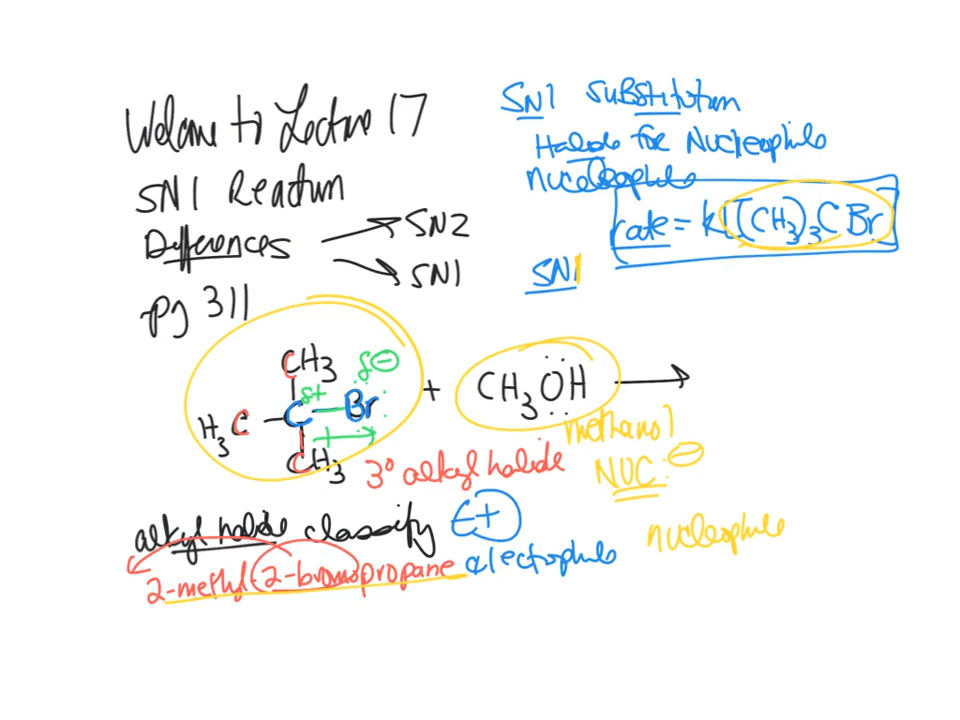 Welcome to Lecture 17
SN1 Reaction
Differences
SN2
SN1
pg 311
SN1 Substitution
Halide for Nucleophile
nucleophile
rate = k[(CH3)3CBr
SN1
CH3 δ⊖
δ+
H3C C Br + CH3OH
CH3
methanol
3° alkyl halide NUC:⊖
alkyl halide classify E+
nucleophile
electrophile
2-methyl-2-bromopropane